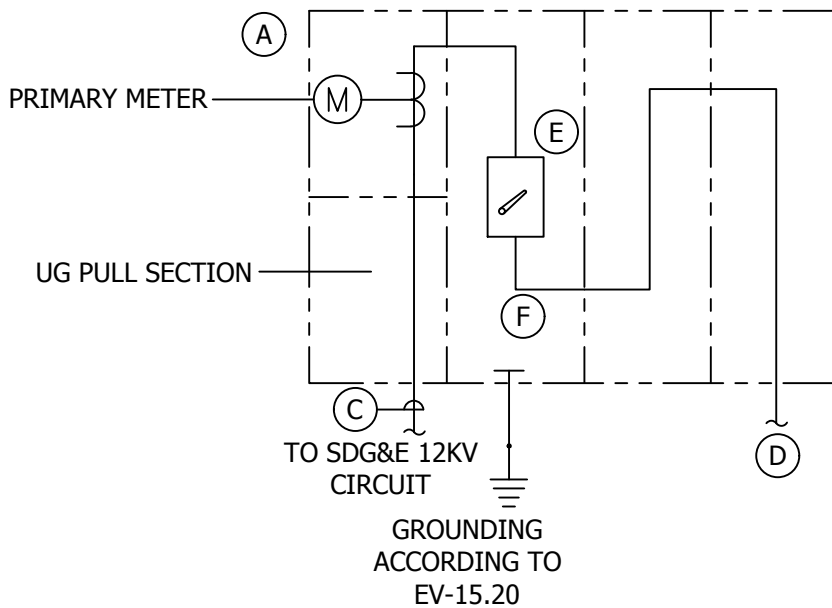 A
PRIMARY METER
M
E
UG PULL SECTION
F
C
TO SDG&E 12KV
CIRCUIT
D
GROUNDING
ACCORDING TO
EV-15.20